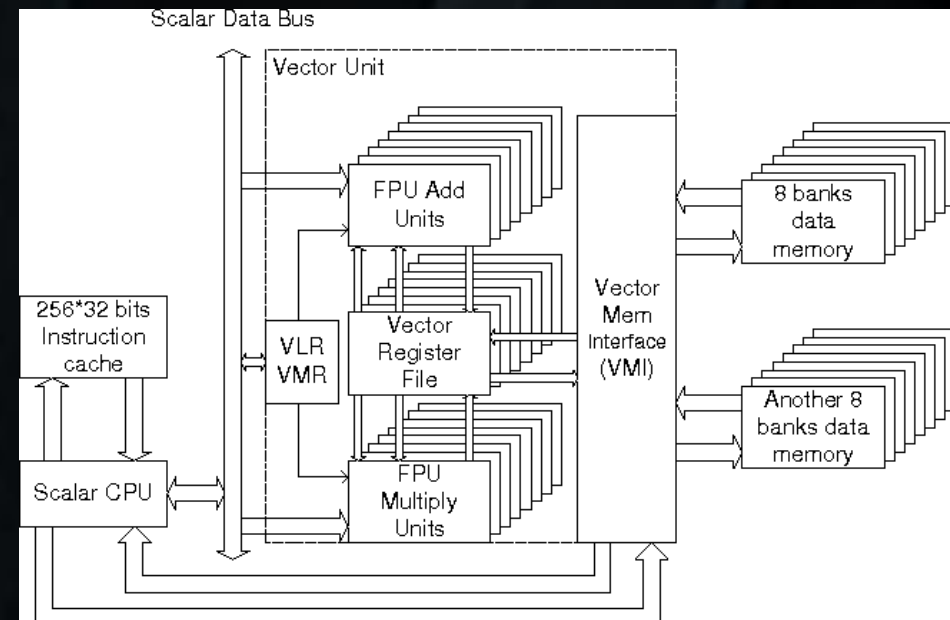 Scalar Data Bus
Vector Unit
FPU Add
Units
8 banks
data
memory
256*32 bits
Instruction
cache
VLR
VMR
Vector
Register
File
Vector
Mem
Interface
(VMI)
Another 8
banks data
memory
Scalar CPU
FPU
Multiply
Units